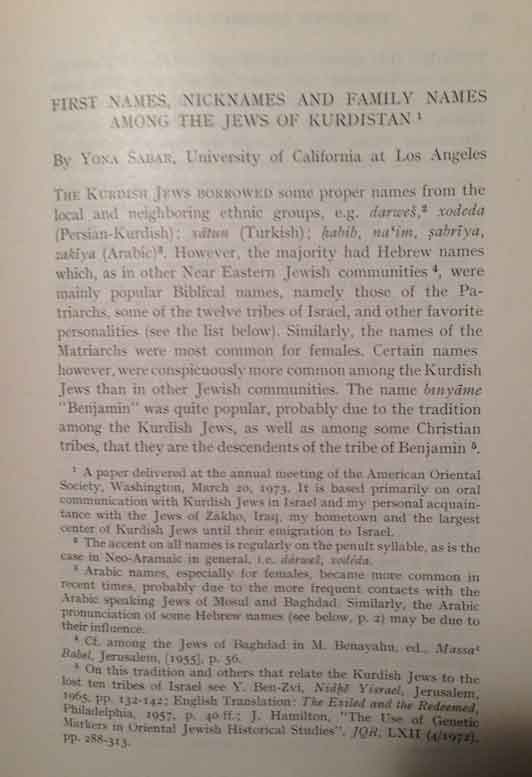 FIRST NAMES, NICKNAMES AND FAMILY NAMES
AMONG THE JEWS OF KURDISTAN ¹
By YONA SABAR, University of California at Los Angeles
THE KURDISH JEWS BORROWED some proper names from the
local and neighboring ethnic groups, e.g. darweš,² xodeda
(Persian-Kurdish); xātun (Turkish); ḥabib, na‘im, ṣabrīya,
zakīya (Arabic)³. However, the majority had Hebrew names
which, as in other Near Eastern Jewish communities ⁴, were
mainly popular Biblical names, namely those of the Pa-
triarchs, some of the twelve tribes of Israel, and other favorite
personalities (see the list below). Similarly, the names of the
Matriarchs were most common for females. Certain names
however, were conspicuously more common among the Kurdish
Jews than in other Jewish communities. The name bınyāme
"Benjamin" was quite popular, probably due to the tradition
among the Kurdish Jews, as well as among some Christian
tribes, that they are the descendents of the tribe of Benjamin ⁵.
¹ A paper delivered at the annual meeting of the American Oriental
Society, Washington, March 20, 1973. It is based primarily on oral
communication with Kurdish Jews in Israel and my personal acquain-
tance with the Jews of Zakho, Iraq, my hometown and the largest
center of Kurdish Jews until their emigration to Israel.
² The accent on all names is regularly on the penult syllable, as is the
case in Neo-Aramaic in general, i.e. dárweš, xodéda.
³ Arabic names, especially for females, became more common in
recent times, probably due to the more frequent contacts with the
Arabic speaking Jews of Mosul and Baghdad. Similarly, the Arabic
pronunciation of some Hebrew names (see below, p. 2) may be due to
their influence.
⁴ Cf. among the Jews of Baghdad in M. Benayahu, ed., Massaᶜ
Babel, Jerusalem, [1955], p. 56.
⁵ On this tradition and others that relate the Kurdish Jews to the
lost ten tribes of Israel see Y. Ben-Zvi, Nidḥē Yisrael, Jerusalem,
1965, pp. 132-142; English Translation: The Exiled and the Redeemed,
Philadelphia, 1957, p. 40 ff.; J. Hamilton, "The Use of Genetic
Markers in Oriental Jewish Historical Studies", JQR, LXII (4/1972),
pp. 288-313.